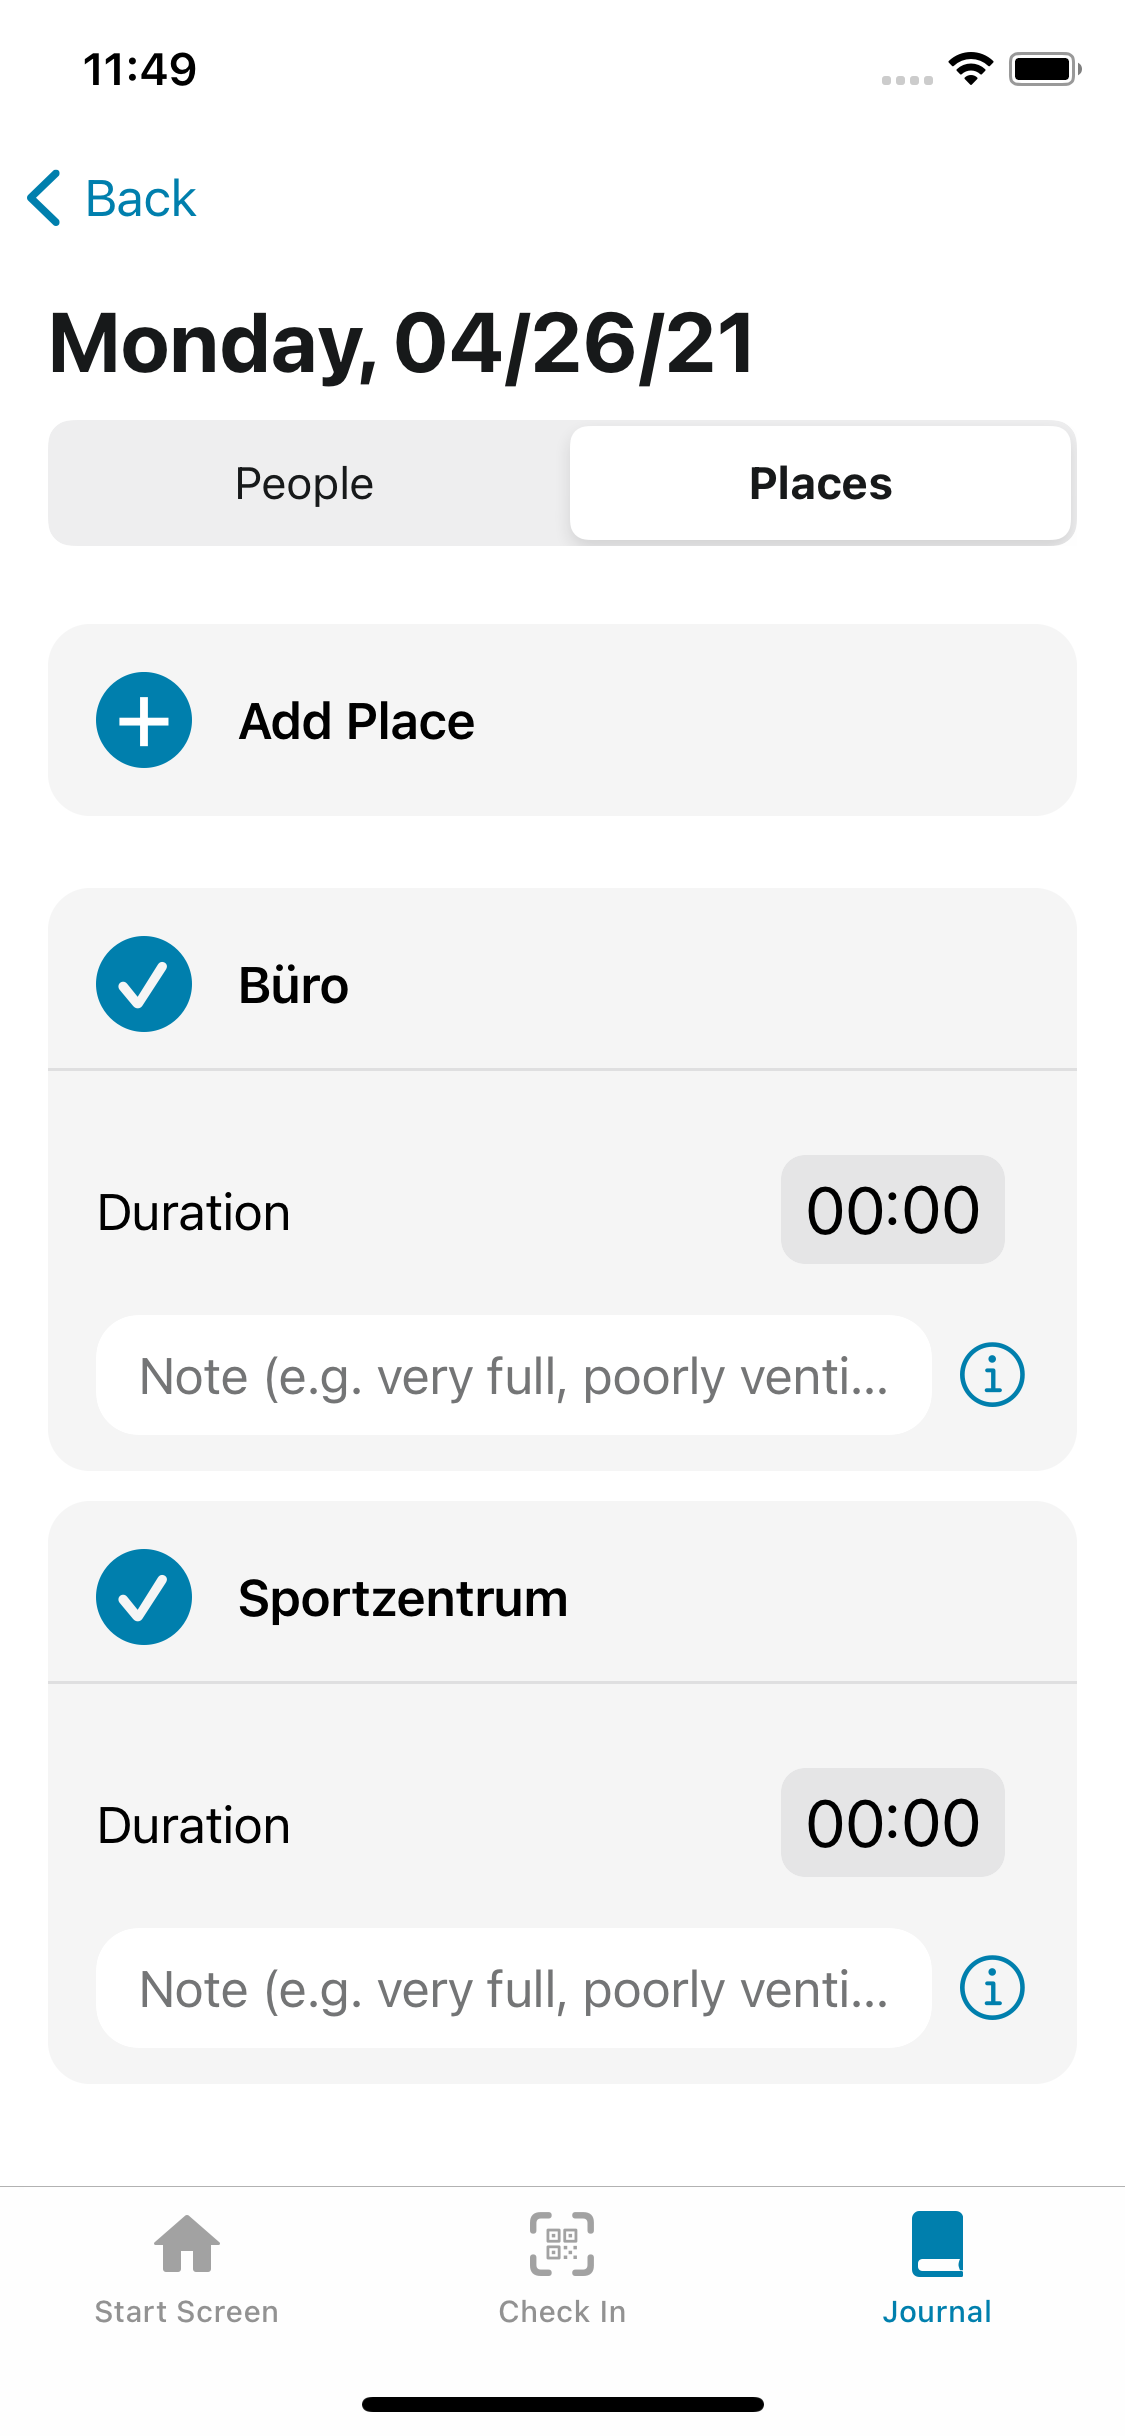 11:49
Back
Monday, 04/26/21
People
Places
Add Place
Büro
Duration
00:00
Note (e.g. very full, poorly venti...
Sportzentrum
Duration
00:00
Note (e.g. very full, poorly venti...
Start Screen
Check In
Journal